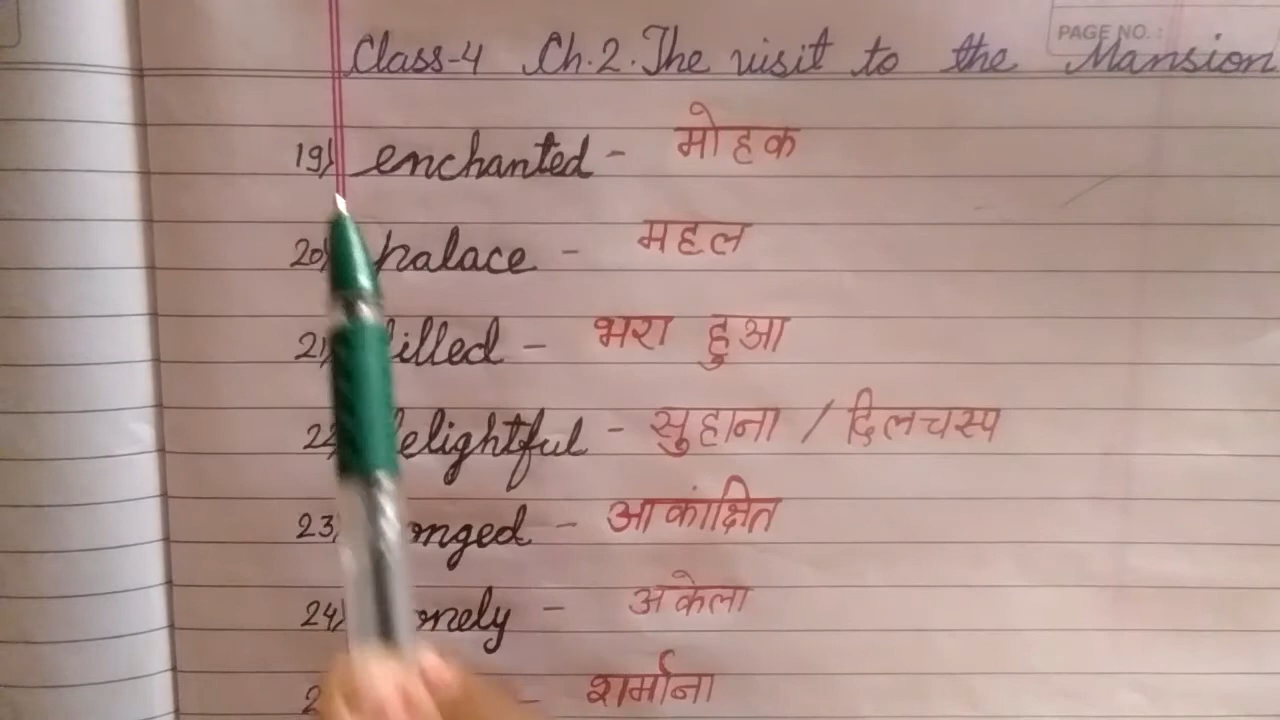 PAGE NO. :
Class-4 Ch.2. The visit to the Mansion
19) enchanted - मोहक
20) palace - महल
21) - भरा हुआ
22) - सुहाना / दिलचस्प
23) - आकांक्षित
24) - अकेला
- शर्माना